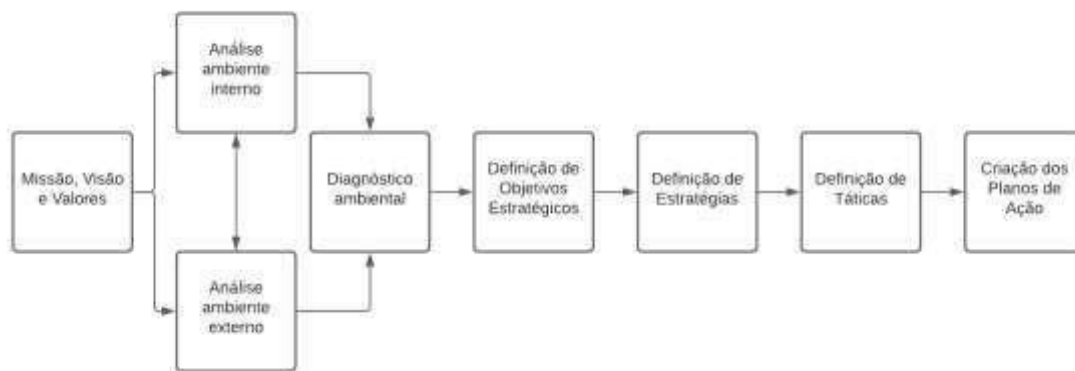 Missão, Visão
e Valores
Análise
ambiente
interno
Análise
ambiente
externo
Diagnóstico
ambiental
Definição de
Objetivos
Estratégicos
Definição de
Estratégias
Definição de
Táticas
Criação dos
Planos de
Ação